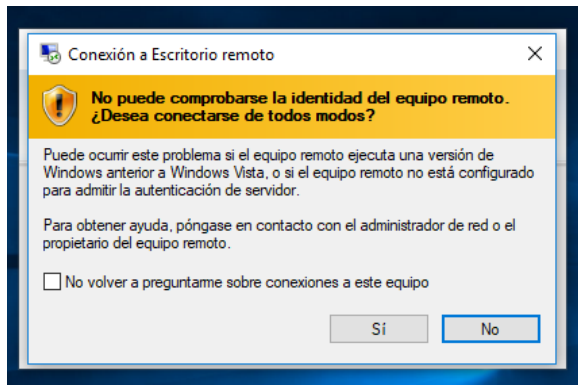 Conexión a Escritorio remoto
No puede comprobarse la identidad del equipo remoto.
¿Desea conectarse de todos modos?
Puede ocurrir este problema si el equipo remoto ejecuta una versión de
Windows anterior a Windows Vista, o si el equipo remoto no está configurado
para admitir la autenticación de servidor.
Para obtener ayuda, póngase en contacto con el administrador de red o el
propietario del equipo remoto.
No volver a preguntarme sobre conexiones a este equipo
Sí
No